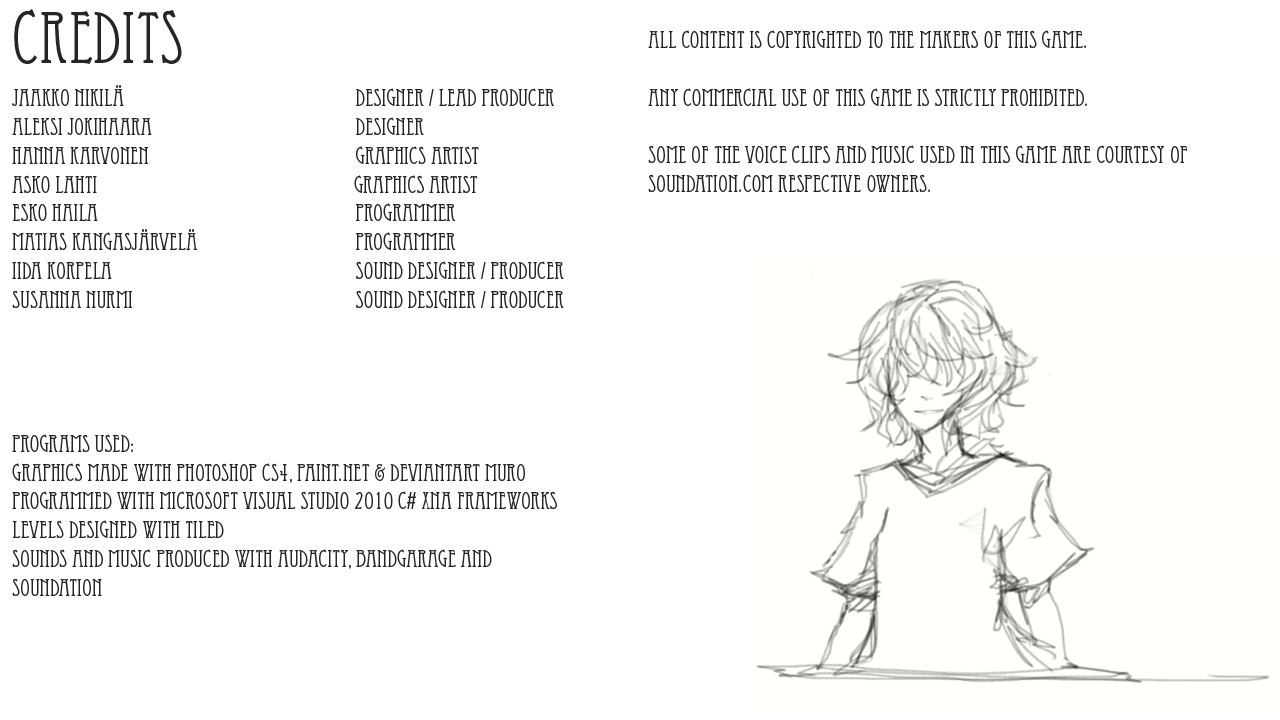 CREDITS
JAAKKO NIKILÄ DESIGNER / LEAD PRODUCER
ALEKSI JOKIHAARA DESIGNER
HANNA KARVONEN GRAPHICS ARTIST
ASKO LAHTI GRAPHICS ARTIST
ESKO HAILA PROGRAMMER
MATIAS KANGASJÄRVELÄ PROGRAMMER
IIDA KORPELA SOUND DESIGNER / PRODUCER
SUSANNA NURMI SOUND DESIGNER / PRODUCER
PROGRAMS USED:
GRAPHICS MADE WITH PHOTOSHOP CS4, PAINT.NET & DEVIANTART MURO
PROGRAMMED WITH MICROSOFT VISUAL STUDIO 2010 C# XNA FRAMEWORKS
LEVELS DESIGNED WITH TILED
SOUNDS AND MUSIC PRODUCED WITH AUDACITY, BANDGARAGE AND
SOUNDATION
ALL CONTENT IS COPYRIGHTED TO THE MAKERS OF THIS GAME.
ANY COMMERCIAL USE OF THIS GAME IS STRICTLY PROHIBITED.
SOME OF THE VOICE CLIPS AND MUSIC USED IN THIS GAME ARE COURTESY OF
SOUNDATION.COM RESPECTIVE OWNERS.